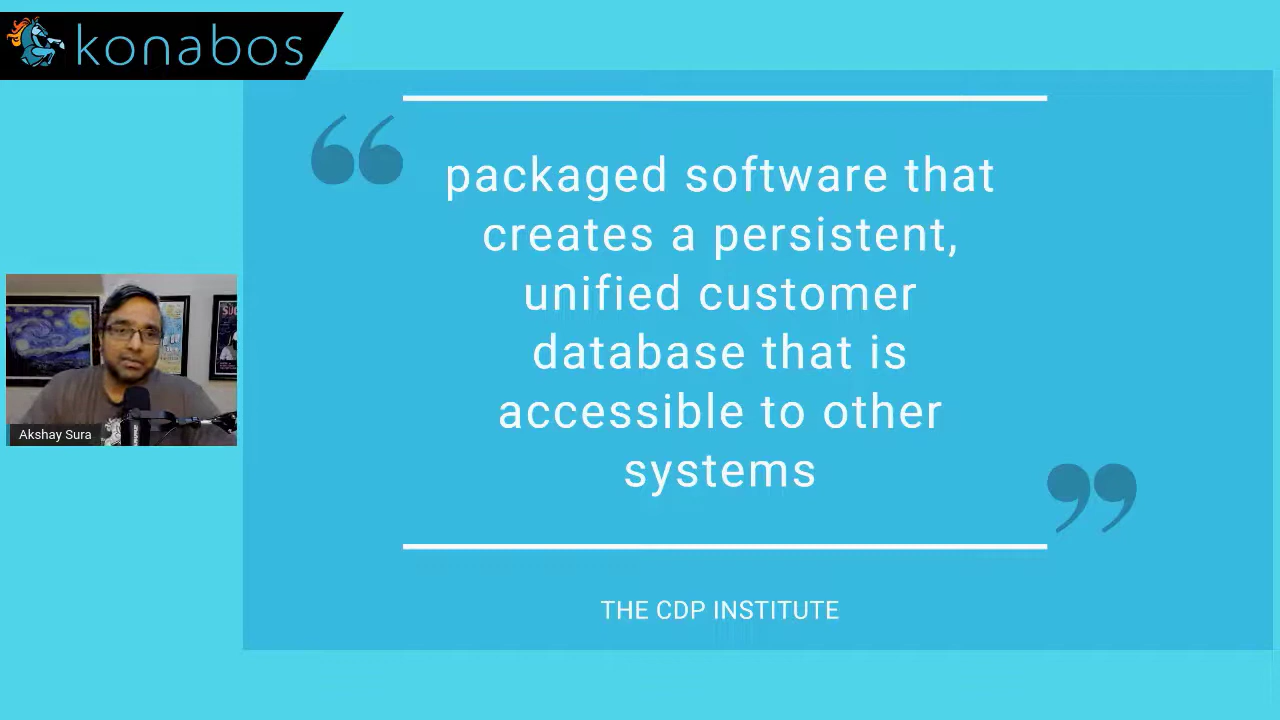 konabos
“
packaged software that
creates a persistent,
unified customer
database that is
accessible to other
systems
”
THE CDP INSTITUTE
Akshay Sura